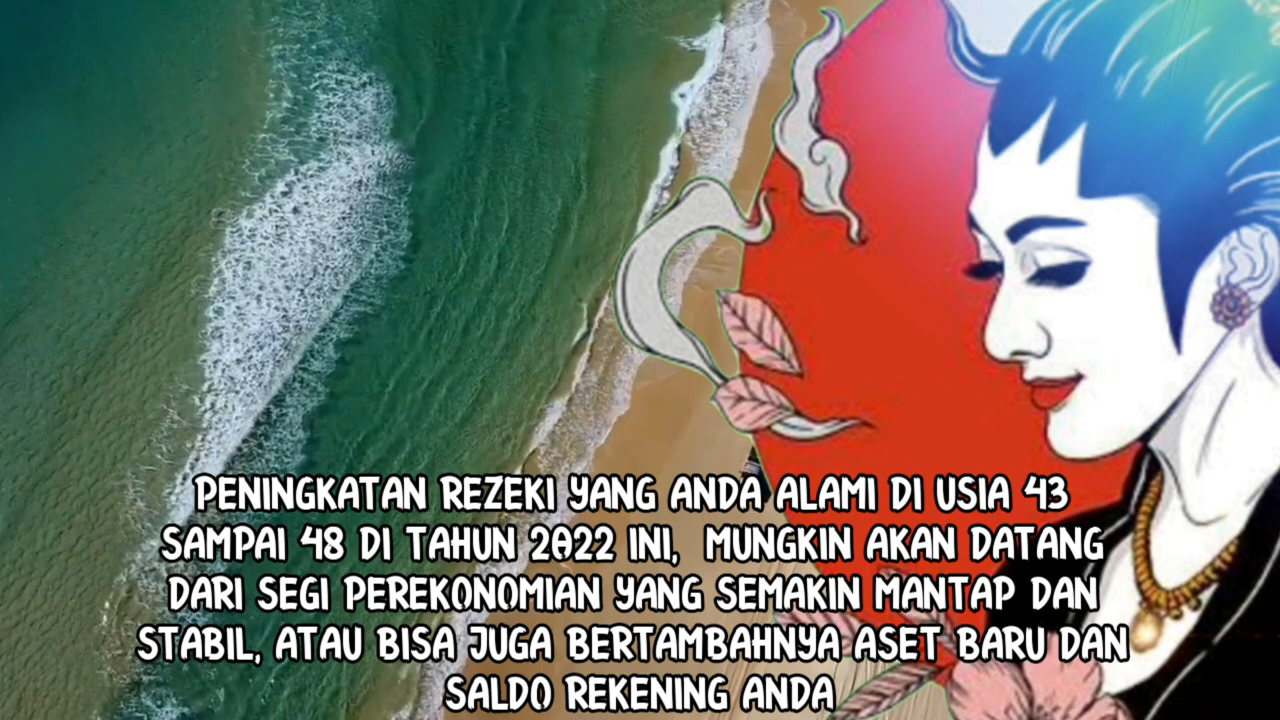 PENINGKATAN REZEKI YANG ANDA ALAMI DI USIA 43
SAMPAI 48 DI TAHUN 2022 INI, MUNGKIN AKAN DATANG
DARI SEGI PEREKONOMIAN YANG SEMAKIN MANTAP DAN
STABIL, ATAU BISA JUGA BERTAMBAHNYA ASET BARU DAN
SALDO REKENING ANDA